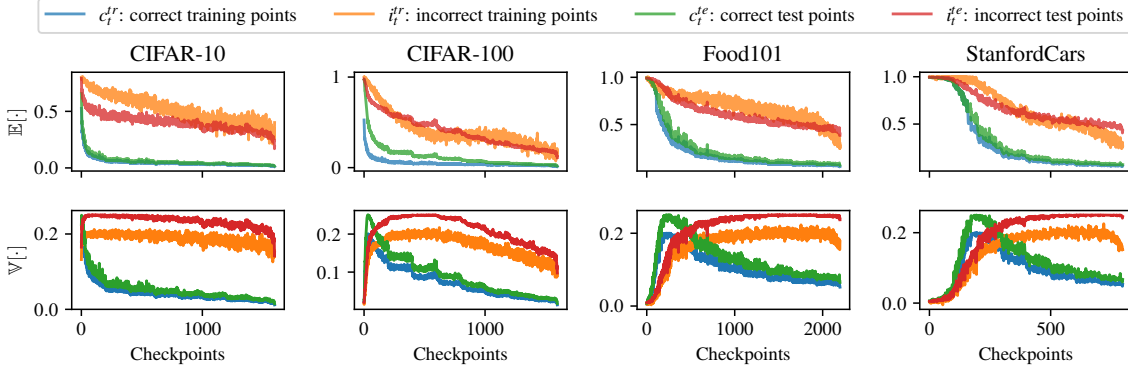 c_t^{tr}: correct training points i_t^{tr}: incorrect training points c_t^{te}: correct test points i_t^{te}: incorrect test points
CIFAR-10 CIFAR-100 Food101 StanfordCars
𝔼[·]
0.5
0.0
1
0
1.0
0.5
1.0
0.5
𝕍[·]
0.2
0.0
0.2
0.1
0.2
0.1
0.0
0.2
0.0
0 1000 0 1000 0 1000 2000 0 500
Checkpoints Checkpoints Checkpoints Checkpoints